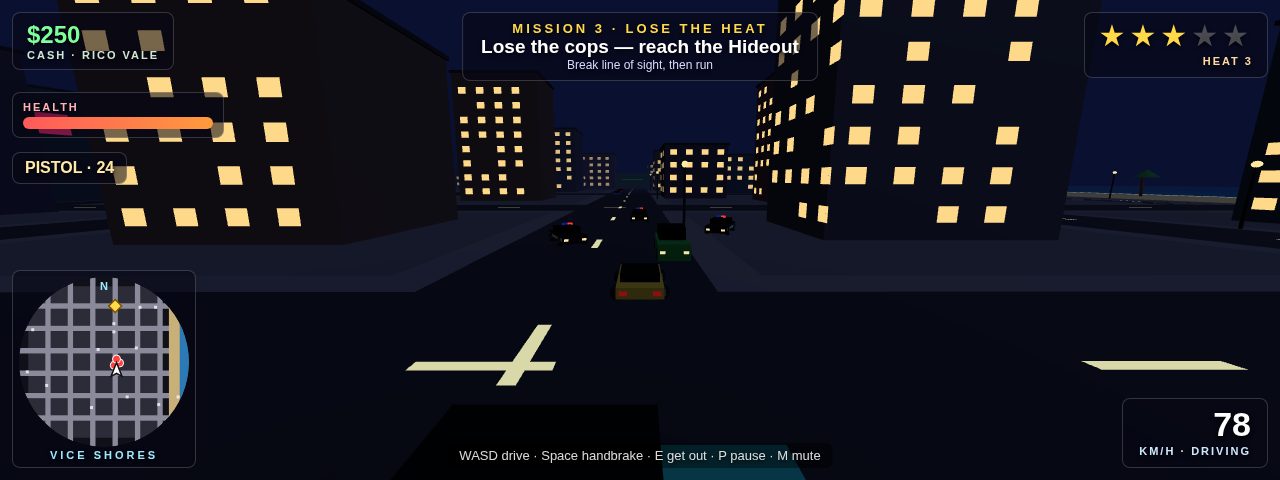 $250
CASH · RICO VALE
HEALTH
PISTOL · 24
MISSION 3 · LOSE THE HEAT
Lose the cops — reach the Hideout
Break line of sight, then run
★ ★ ★ ★ ★
HEAT 3
N
VICE SHORES
WASD drive · Space handbrake · E get out · P pause · M mute
78
KM/H · DRIVING